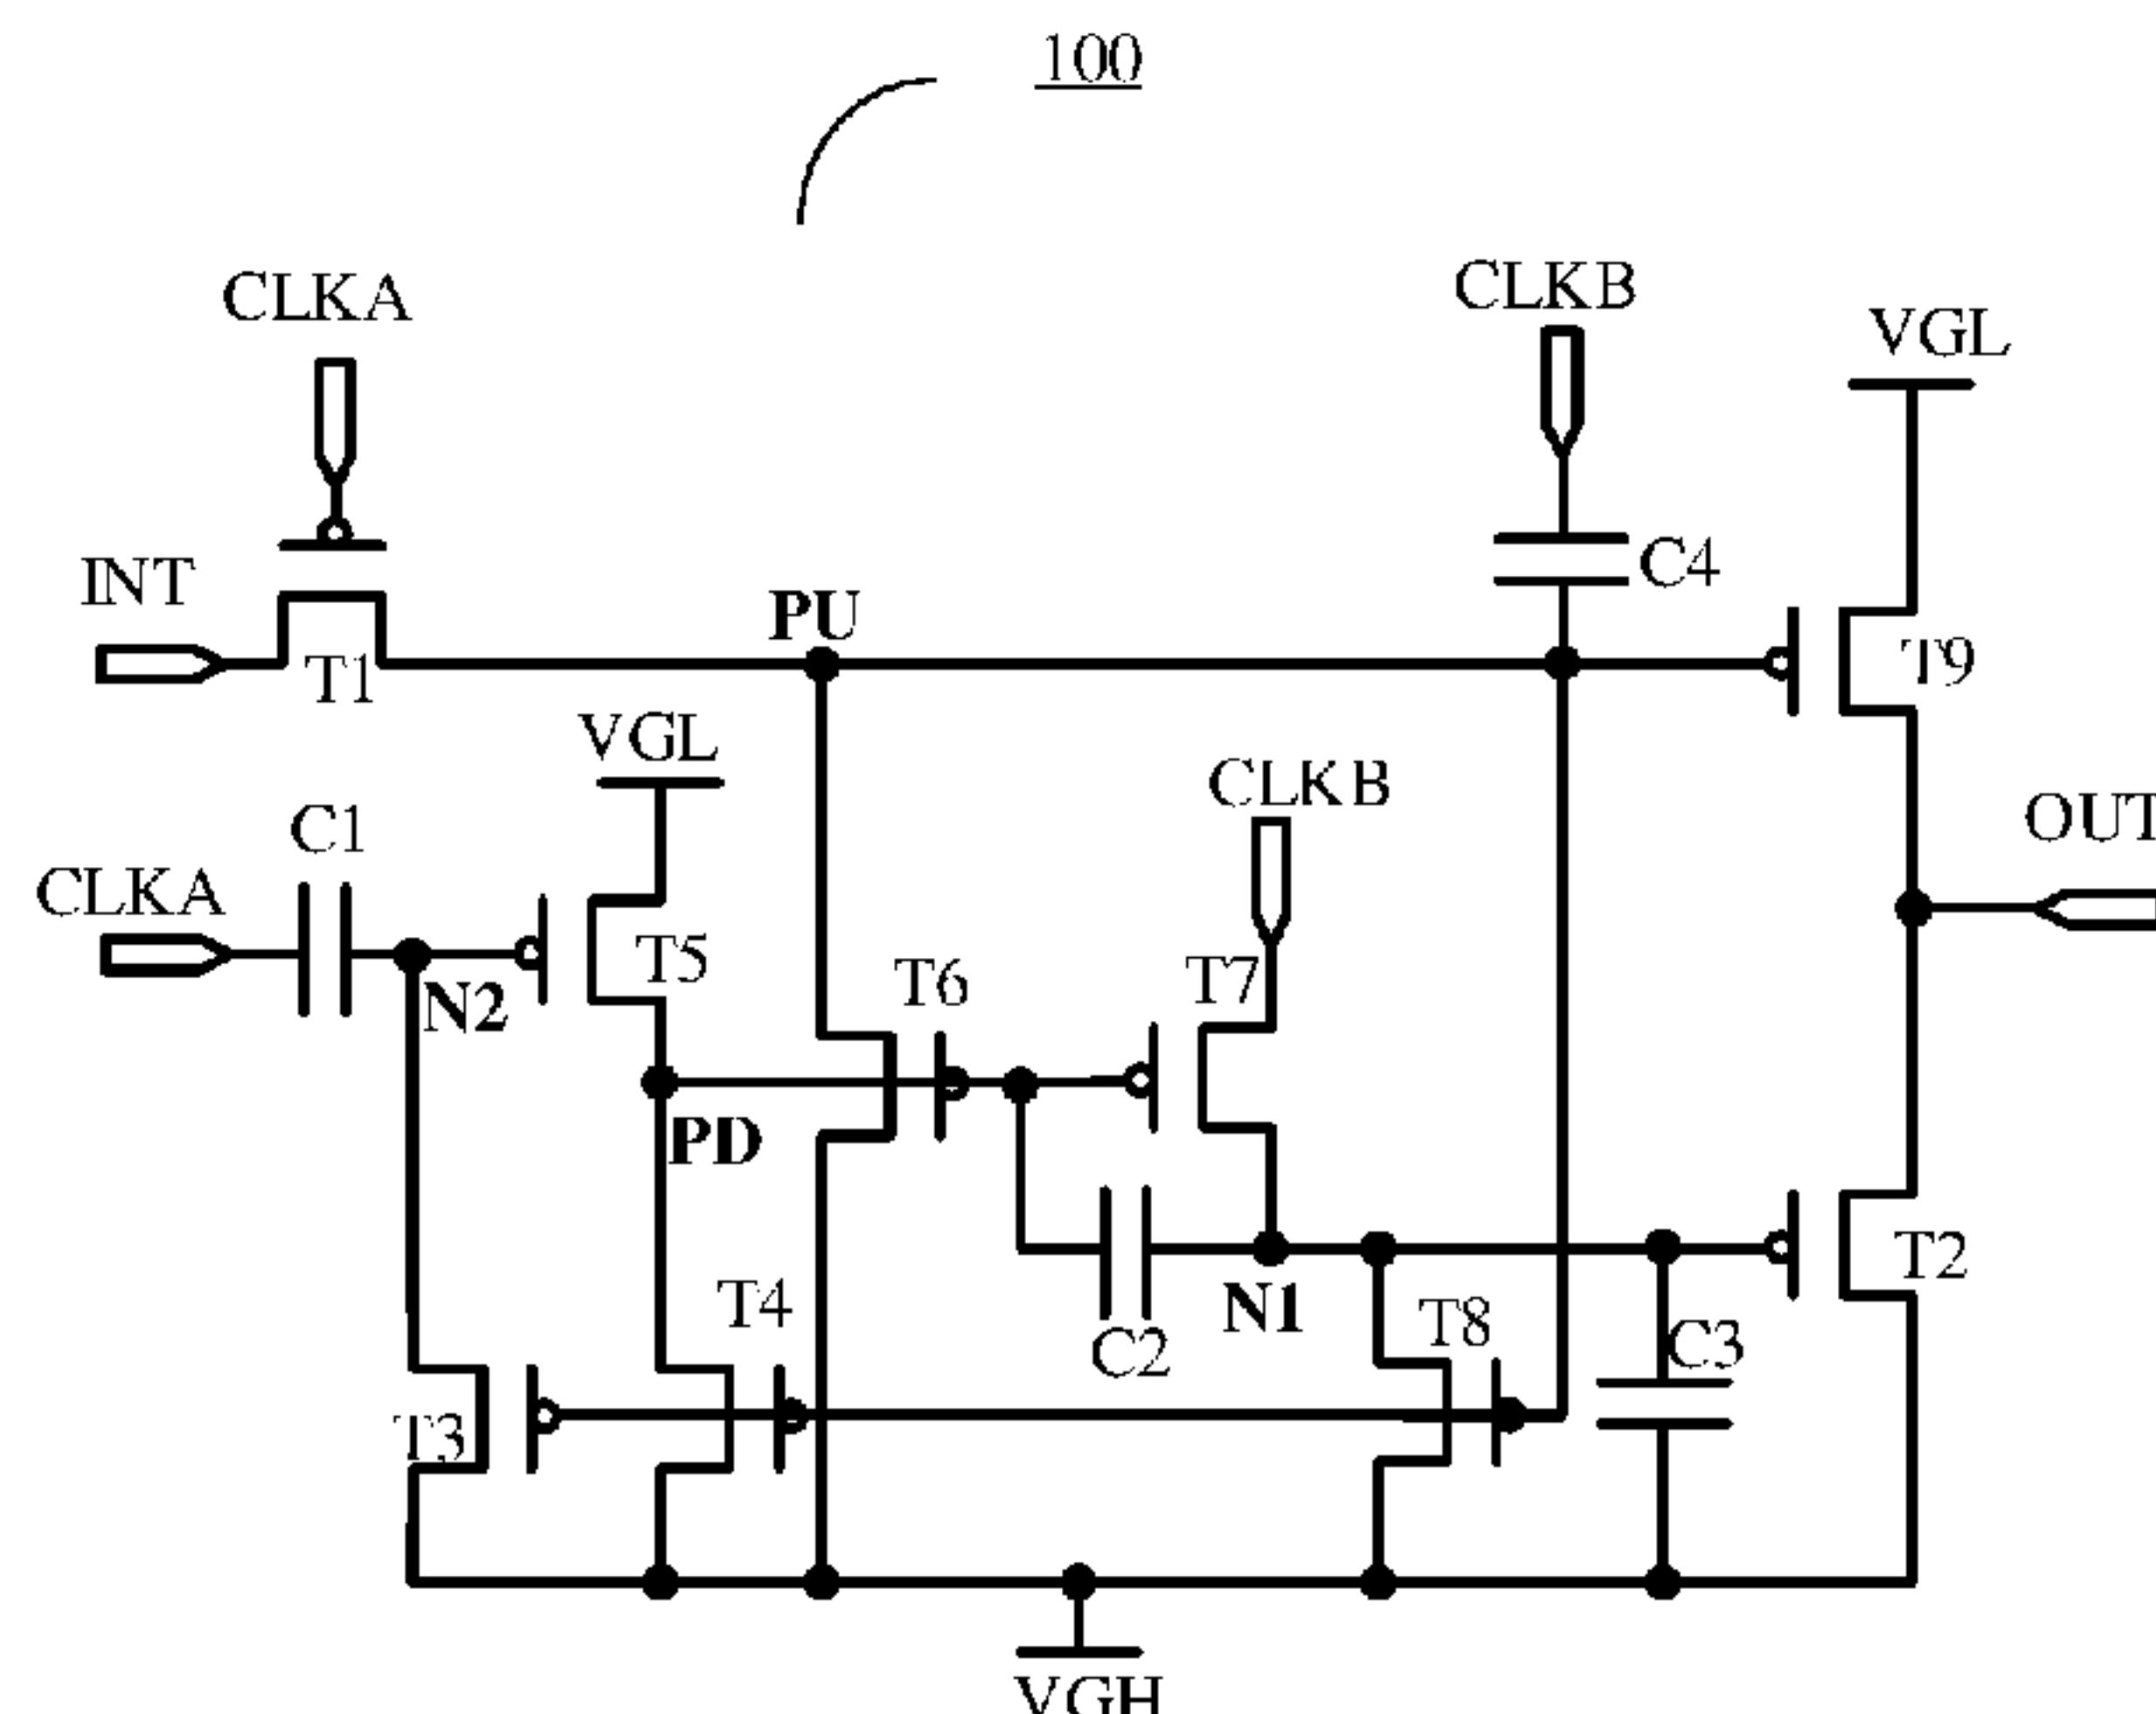 100
CLKA
CLKB
VGL
INT
T1
PU
C4
T9
VGL
CLKB
C1
CLKA
OUT
N2
T5
T6
T7
PD
T4
C2
N1
T8
C3
T2
T3
VGH